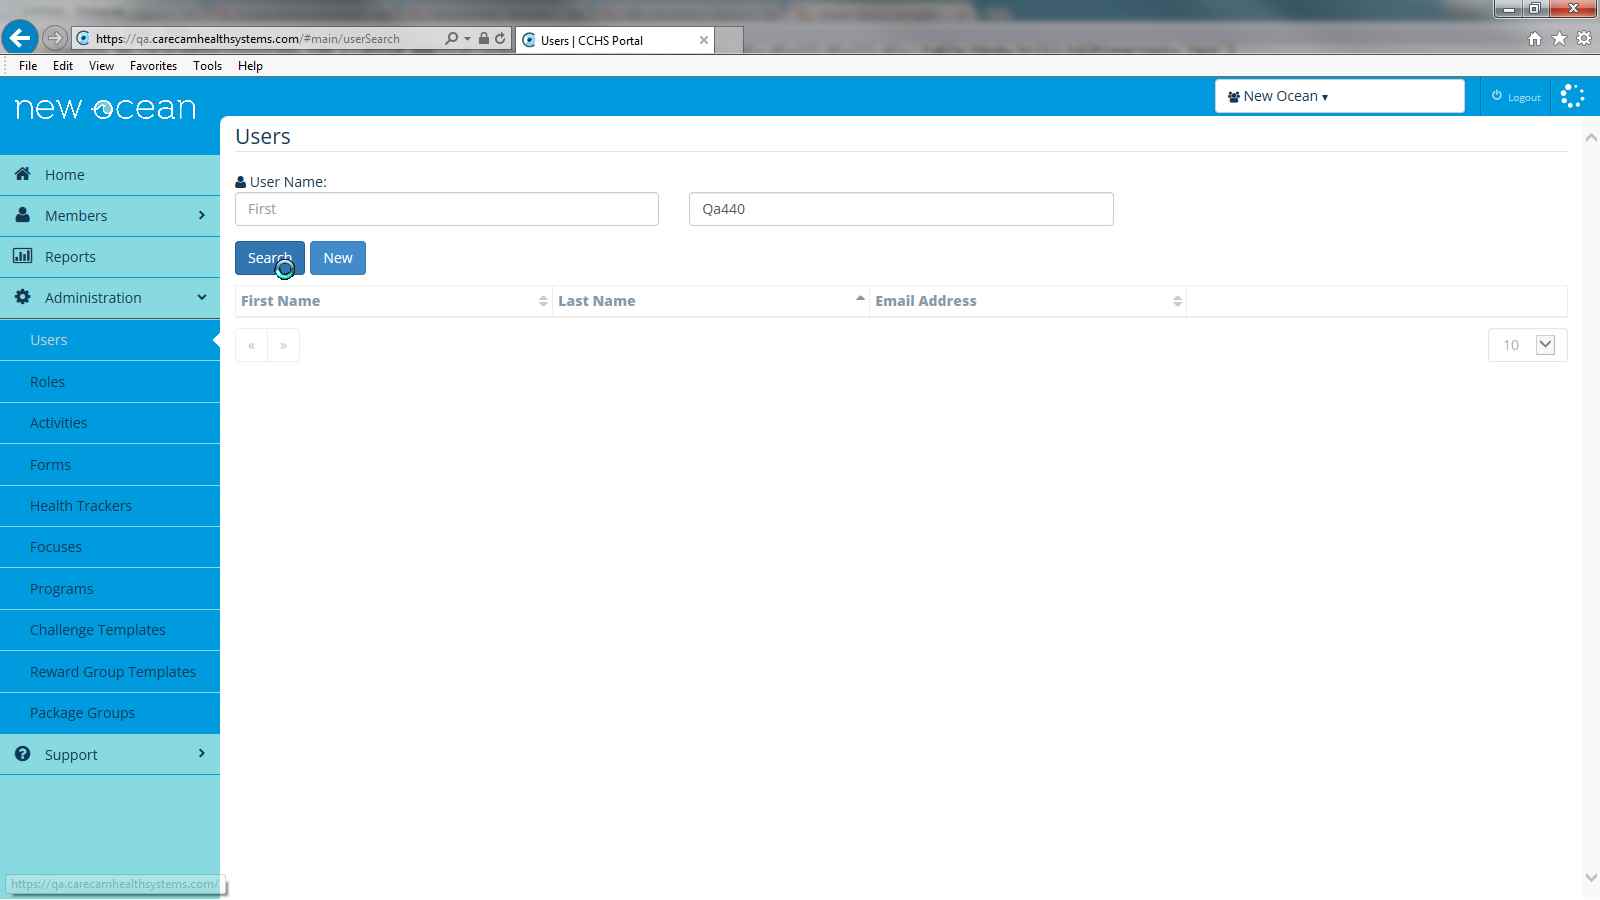 https://qa.carecamhealthsystems.com/#main/userSearch
Users | CCHS Portal
File Edit View Favorites Tools Help
new ocean
New Ocean
Logout
Users
Home
User Name:
First
Qa440
Members
Reports
Search
New
Administration
First Name
Last Name
Email Address
Users
«
»
10
Roles
Activities
Forms
Health Trackers
Focuses
Programs
Challenge Templates
Reward Group Templates
Package Groups
Support
https://qa.carecamhealthsystems.com/